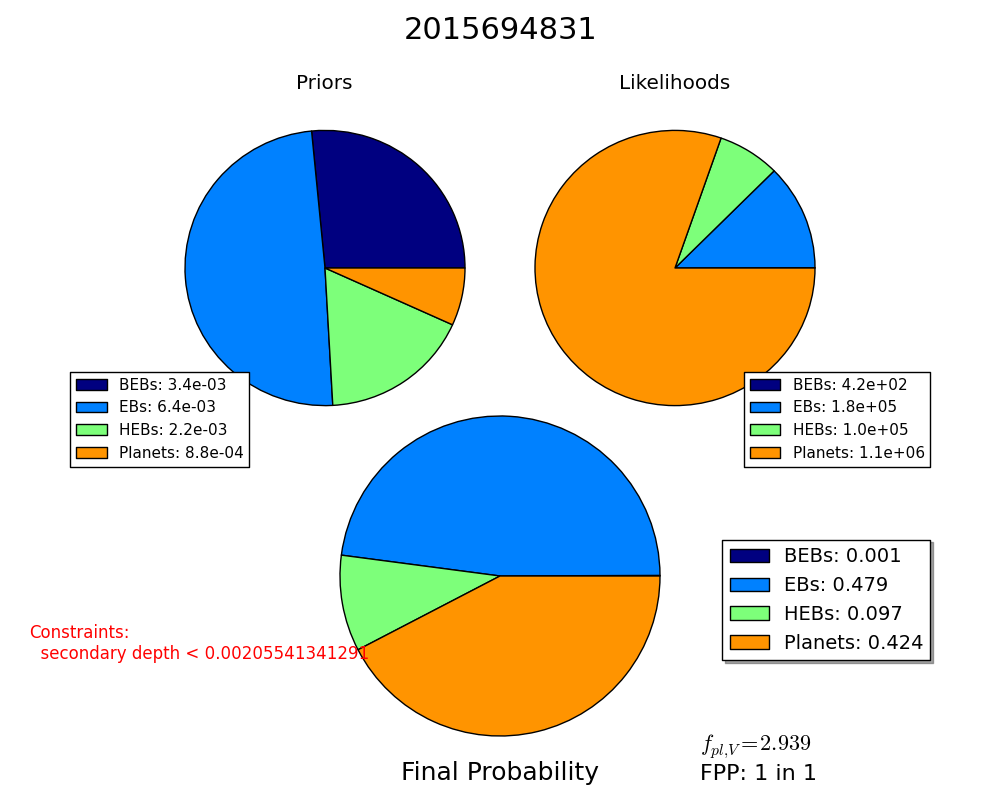 2015694831
Priors
Likelihoods
BEBs: 3.4e-03
EBs: 6.4e-03
HEBs: 2.2e-03
Planets: 8.8e-04
BEBs: 4.2e+02
EBs: 1.8e+05
HEBs: 1.0e+05
Planets: 1.1e+06
BEBs: 0.001
EBs: 0.479
HEBs: 0.097
Planets: 0.424
Constraints:
secondary depth < 0.00205541341291
f_{pl,V}=2.939
Final Probability
FPP: 1 in 1